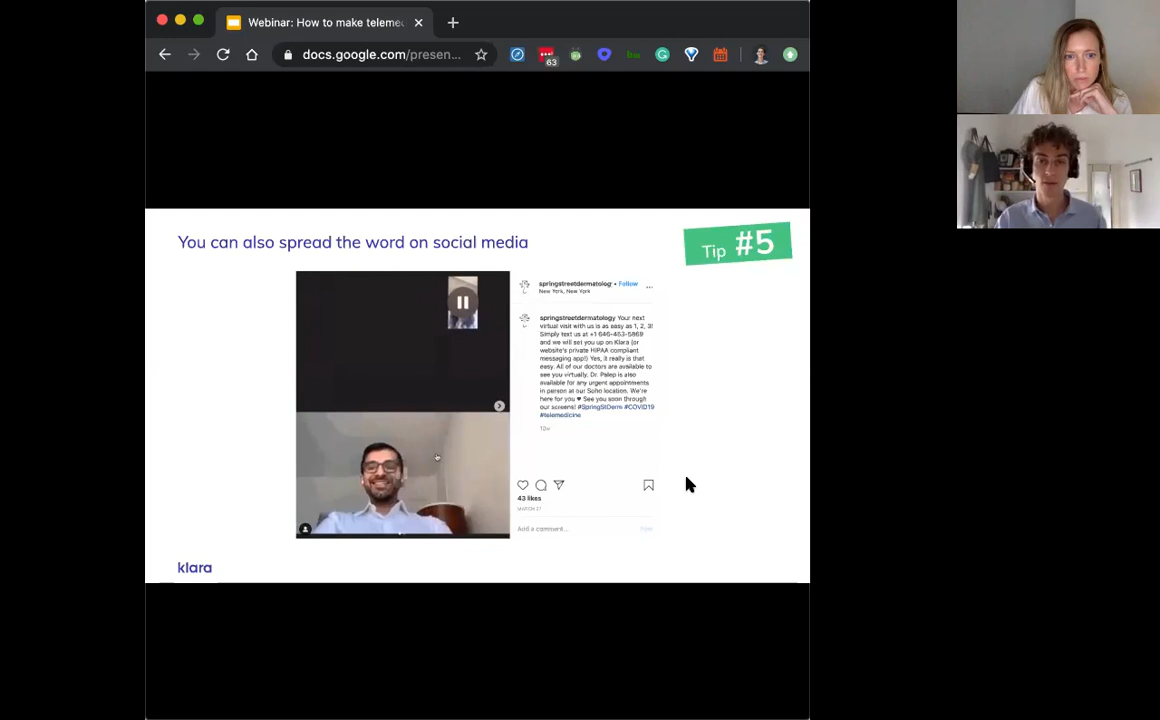 Webinar: How to make teleme
docs.google.com/presen...
63
You can also spread the word on social media
Tip #5
springstreetdermatolog • Follow
New York, New York
springstreetdermatology Your next
virtual visit with us is as easy as 1, 2, 3!
Simply text us at +1 646-453-5869
and we will set you up on Klara (or
website's private HIPAA compliant
messaging app!) Yes, it really is that
easy. All of our doctors are available to
see you virtually. Dr. Palep is also
available for any urgent appointments
in person at our Soho location. We're
here for you ♥ See you soon through
our screens! #SpringStDerm #COVID19
#telemedicine
12w
43 likes
MARCH 27
Add a comment...
klara